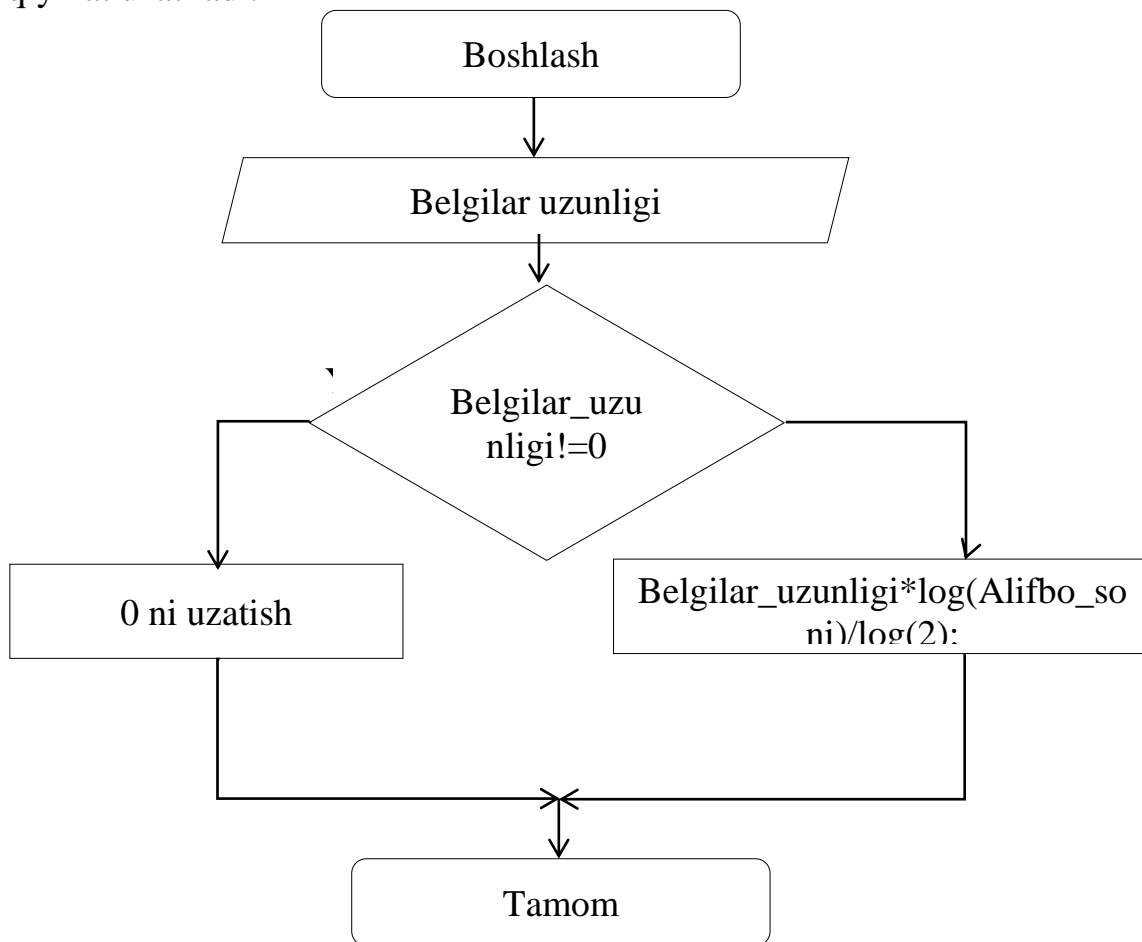 Boshlash
Belgilar uzunligi
Belgilar_uzu
nligi!=0
0 ni uzatish
Belgilar_uzunligi*log(Alifbo_so
ni)/log(2);
Tamom